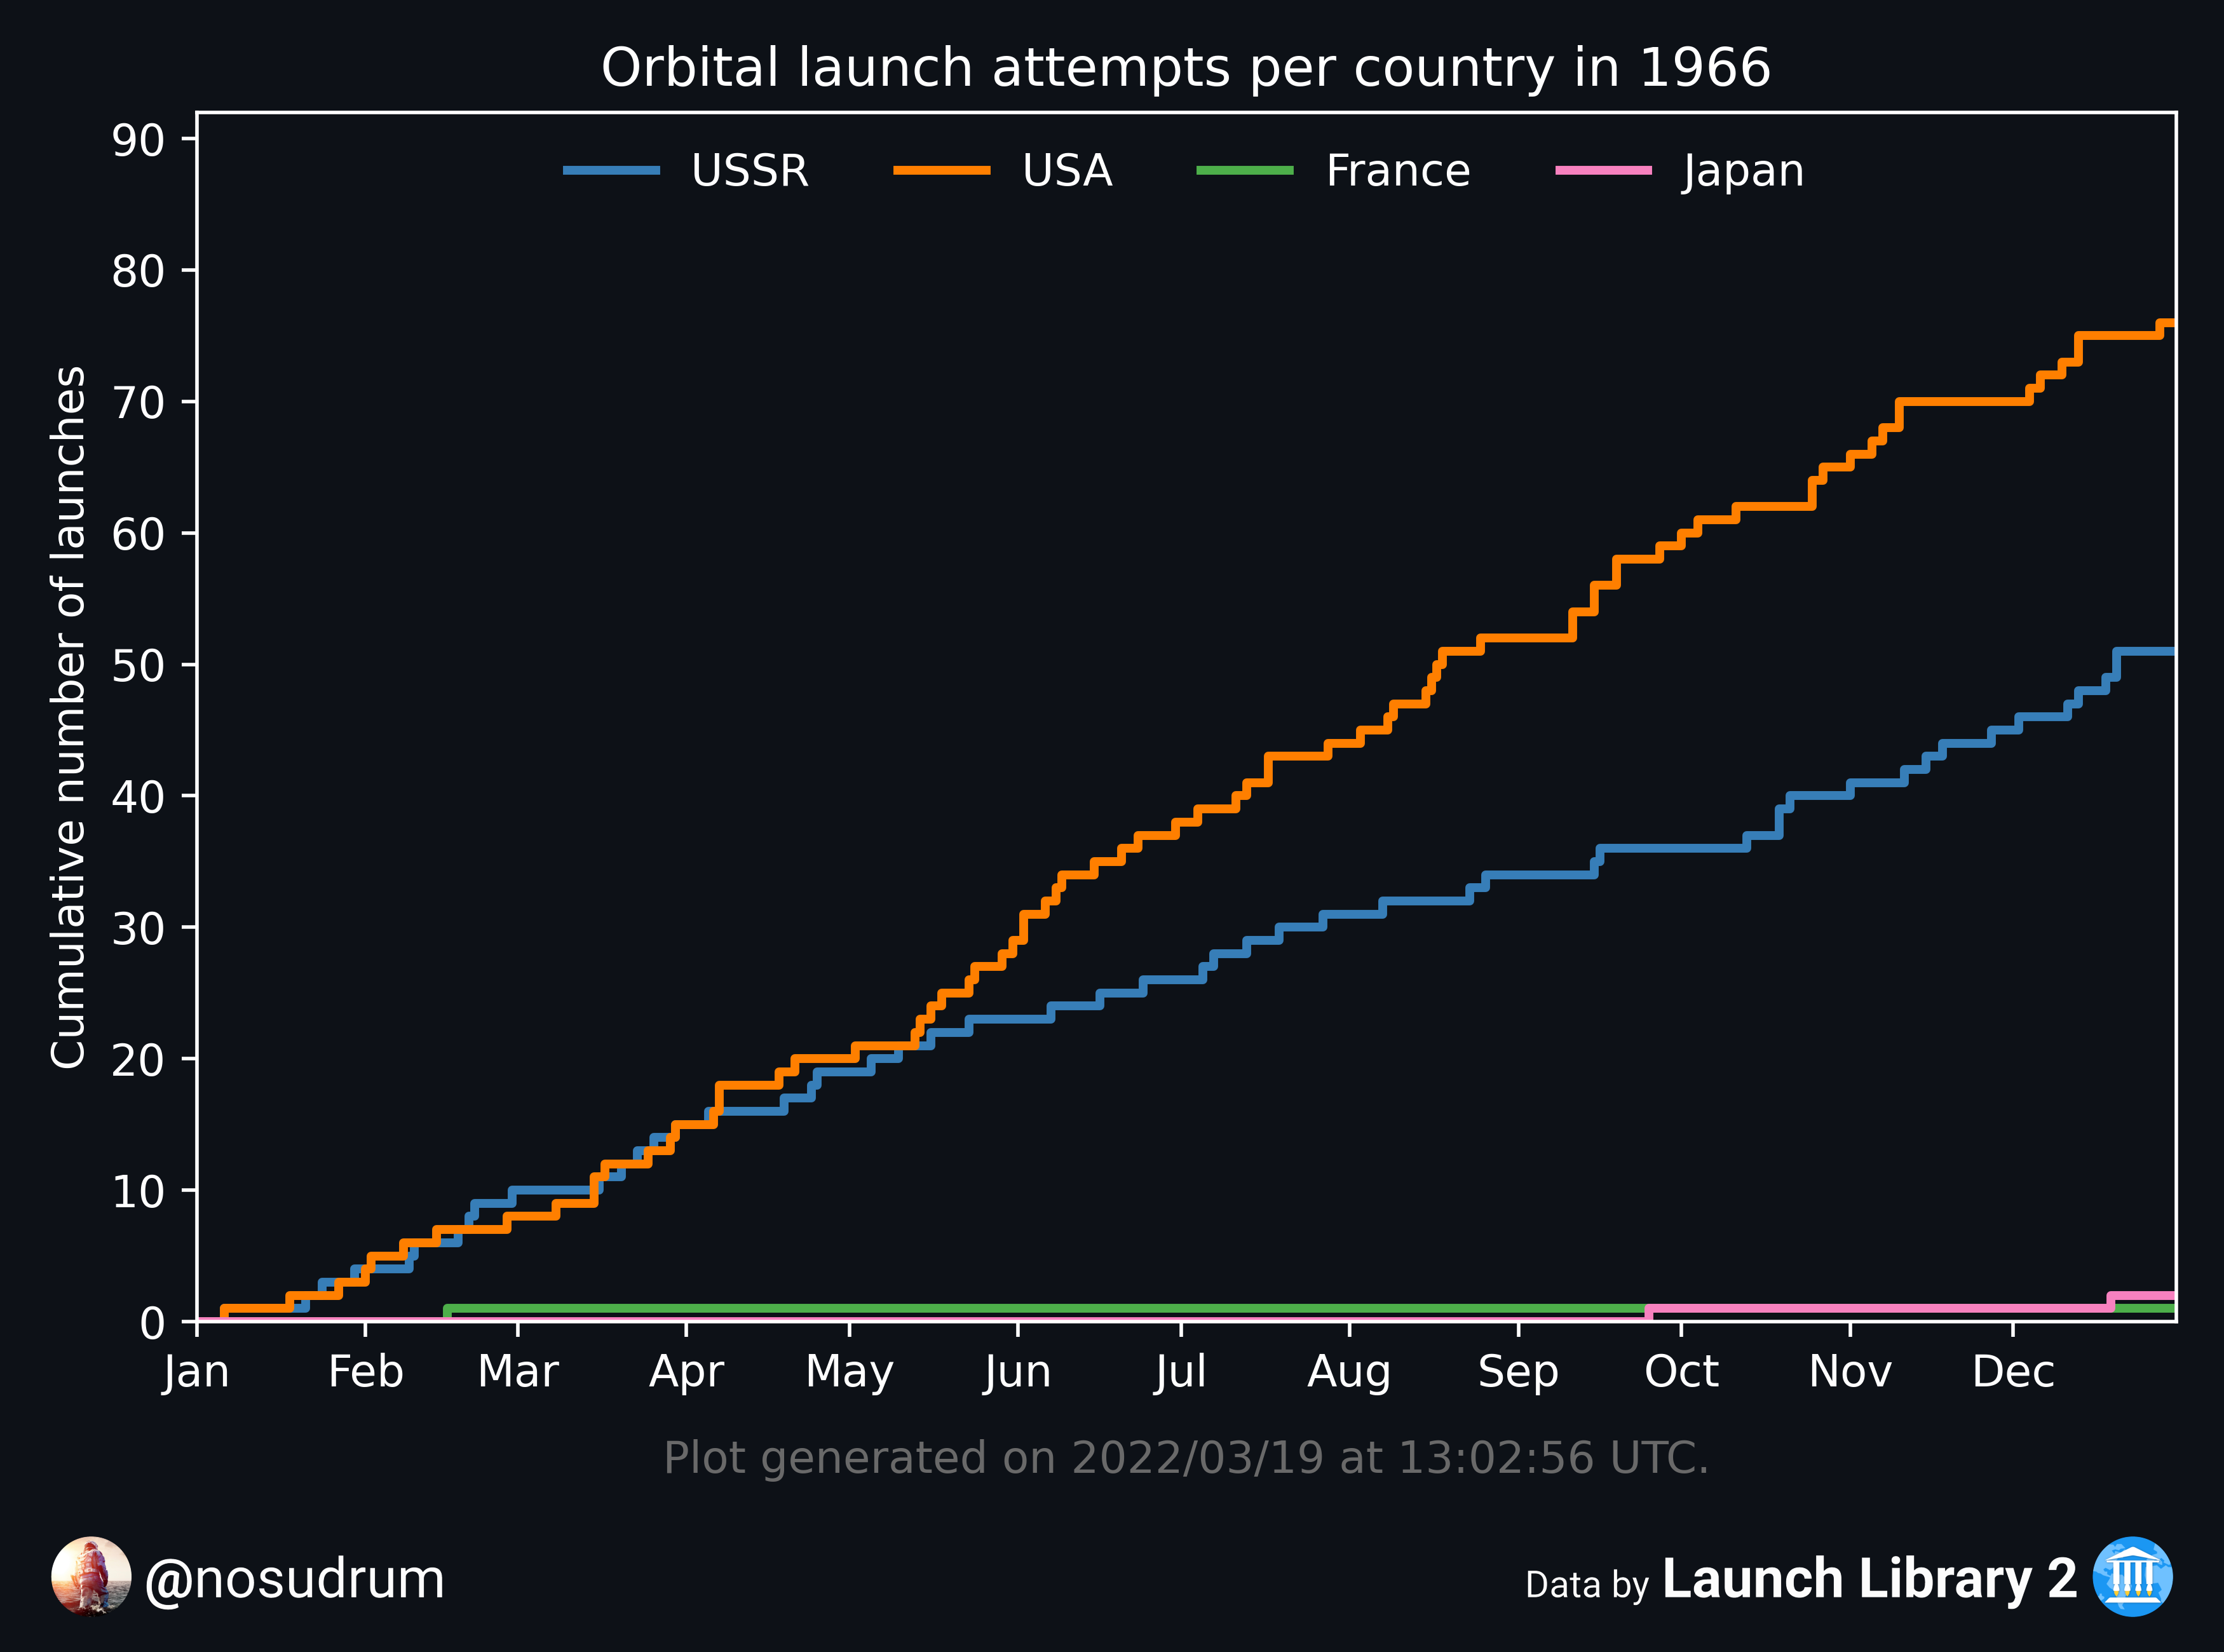 Orbital launch attempts per country in 1966
USSR USA France Japan
Cumulative number of launches
90
80
70
60
50
40
30
20
10
0
Jan Feb Mar Apr May Jun Jul Aug Sep Oct Nov Dec
Plot generated on 2022/03/19 at 13:02:56 UTC.
@nosudrum
Data by Launch Library 2